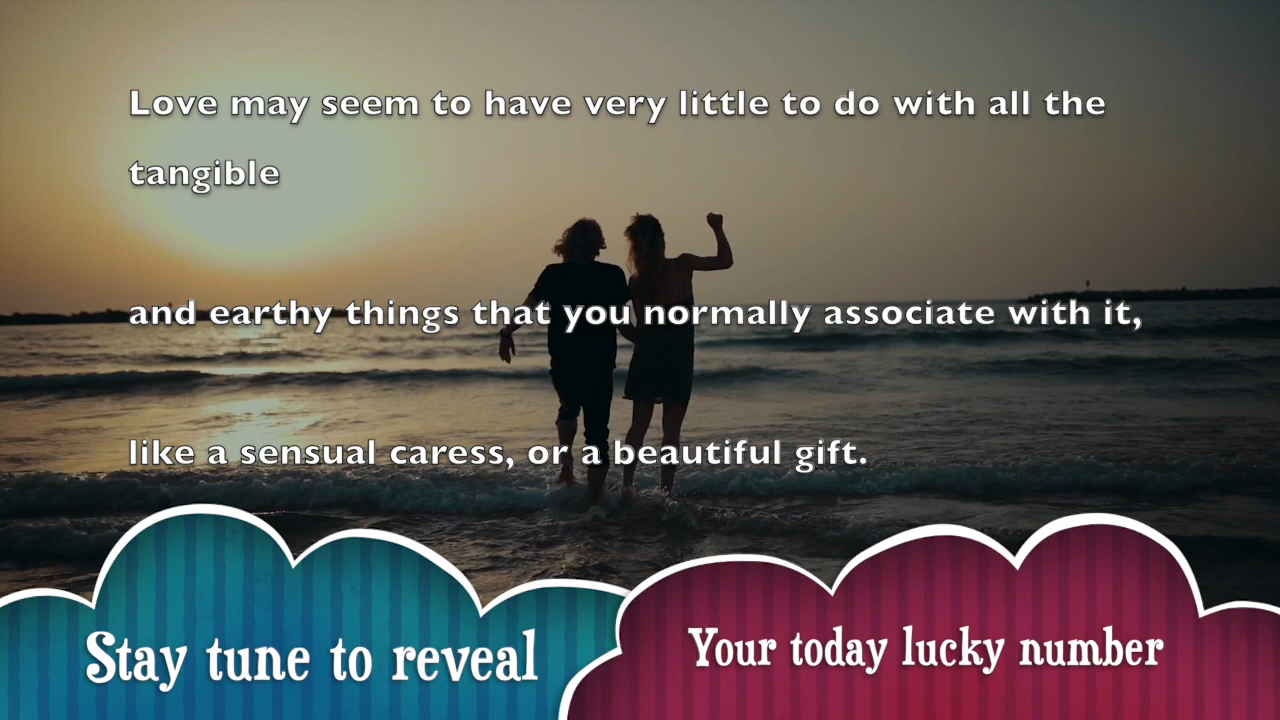 Love may seem to have very little to do with all the
tangible
and earthy things that you normally associate with it,
like a sensual caress, or a beautiful gift.
Stay tune to reveal
Your today lucky number